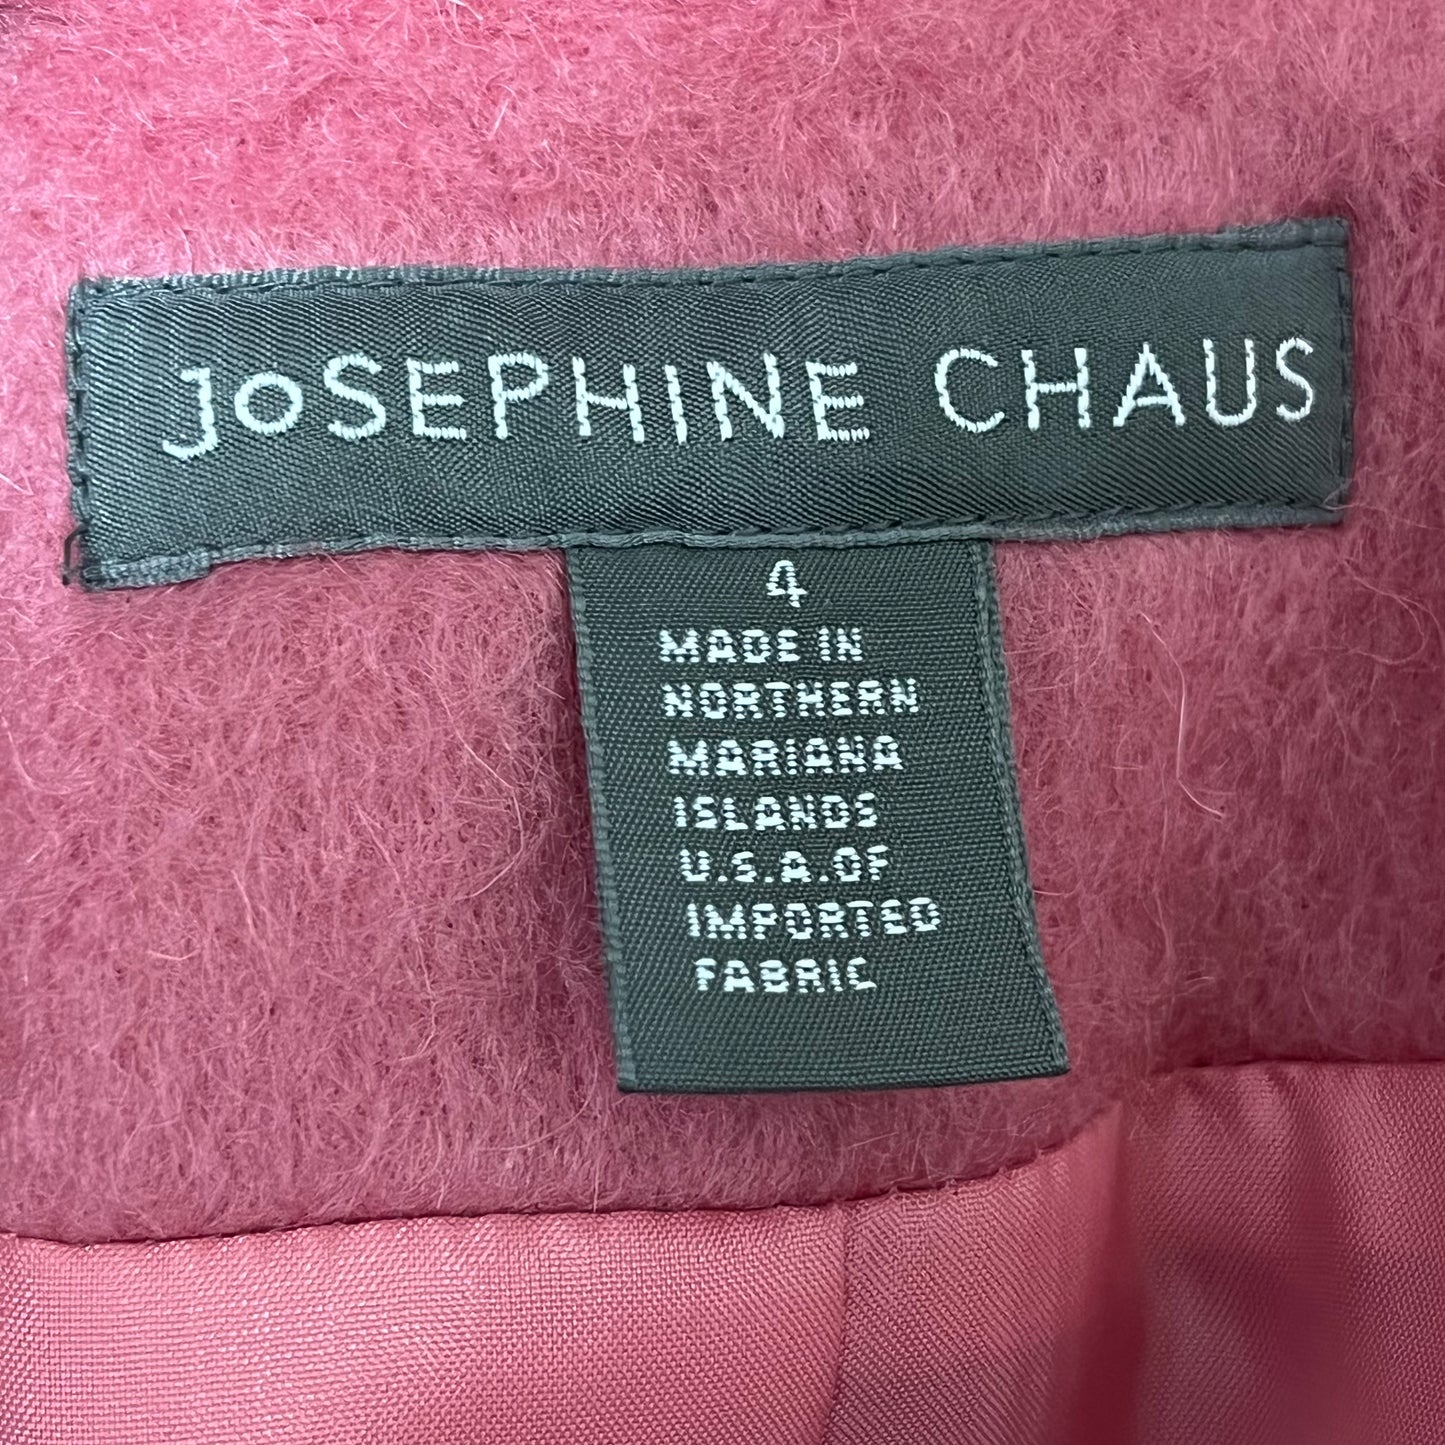 JoSEPHINE CHAUS
4
MADE IN
NORTHERN
MARIANA
ISLANDS
U.S.A.OF
IMPORTED
FABRIC